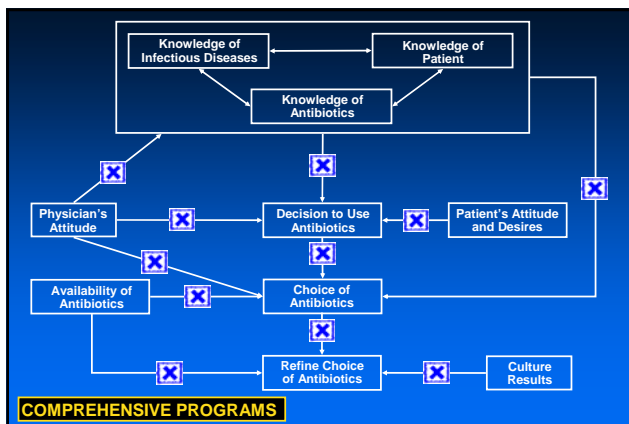 Knowledge of
Infectious Diseases
Knowledge of
Patient
Knowledge of
Antibiotics
Physician's
Attitude
Decision to Use
Antibiotics
Patient's Attitude
and Desires
Availability of
Antibiotics
Choice of
Antibiotics
Refine Choice
of Antibiotics
Culture
Results
COMPREHENSIVE PROGRAMS